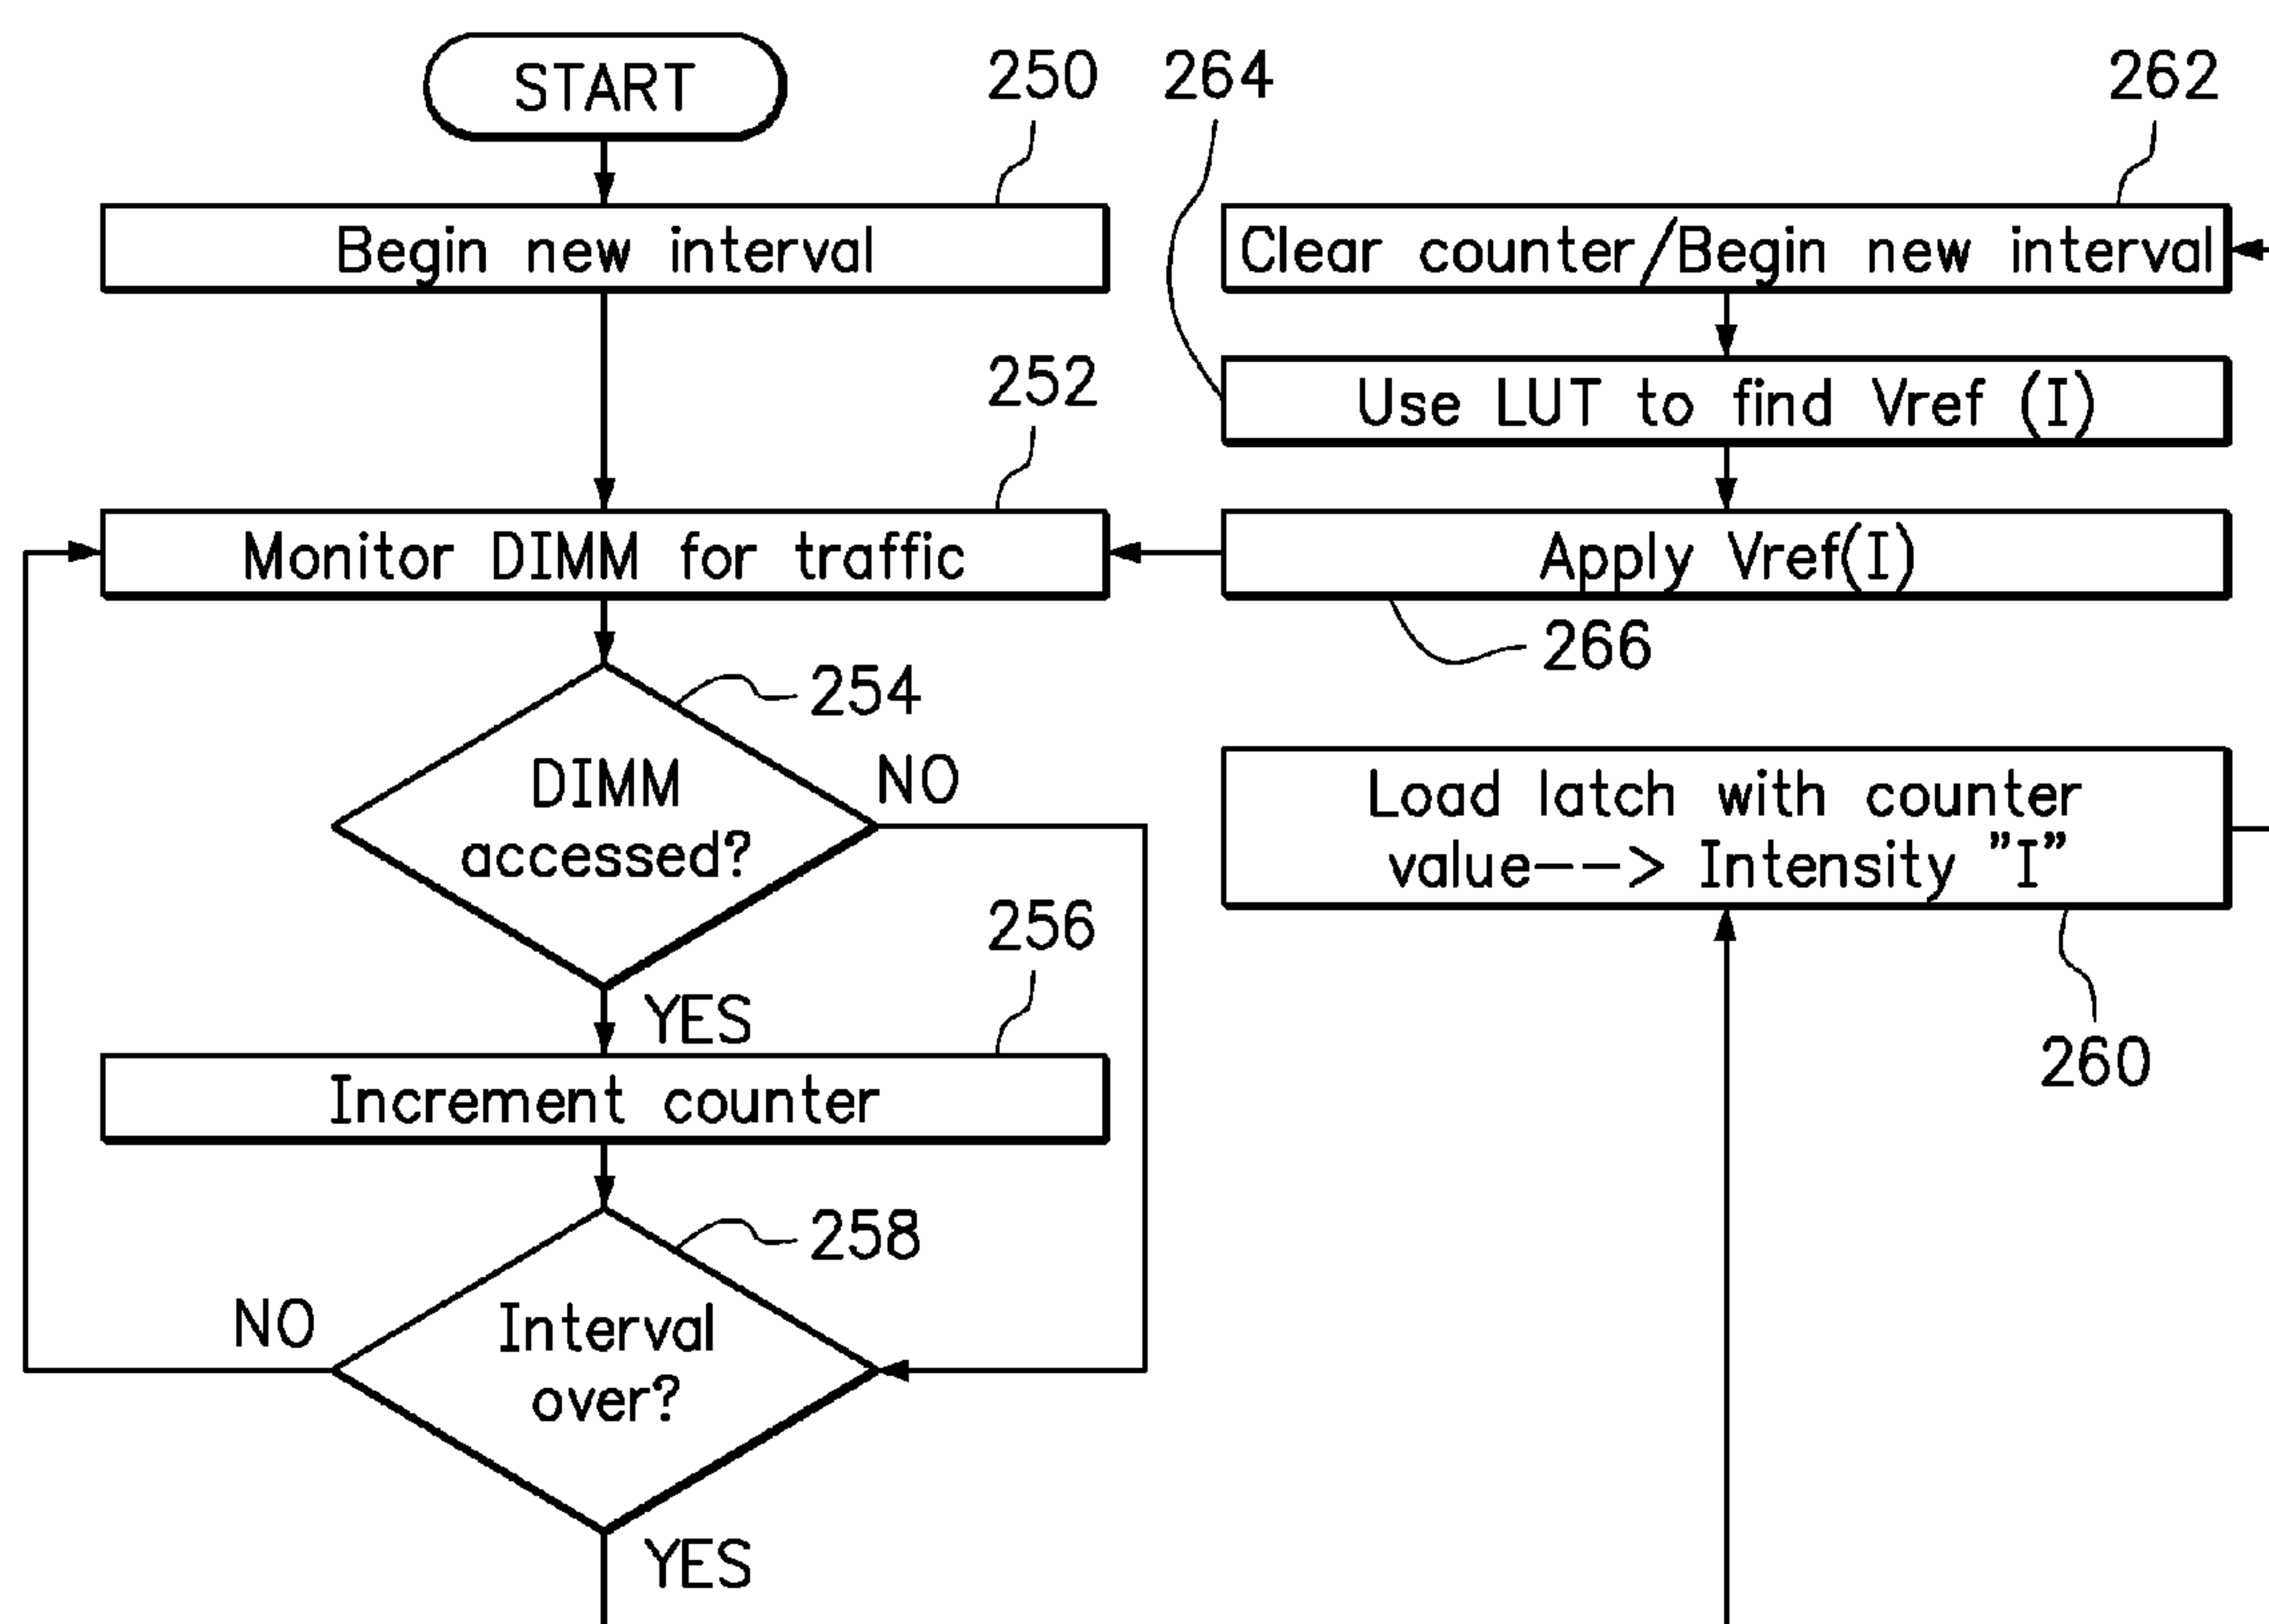 START
250
Begin new interval
252
Monitor DIMM for traffic
254
DIMM
accessed?
NO
YES
256
Increment counter
258
Interval
over?
NO
YES
264
262
Clear counter/Begin new interval
Use LUT to find Vref (I)
Apply Vref(I)
266
Load latch with counter
value--> Intensity "I"
260